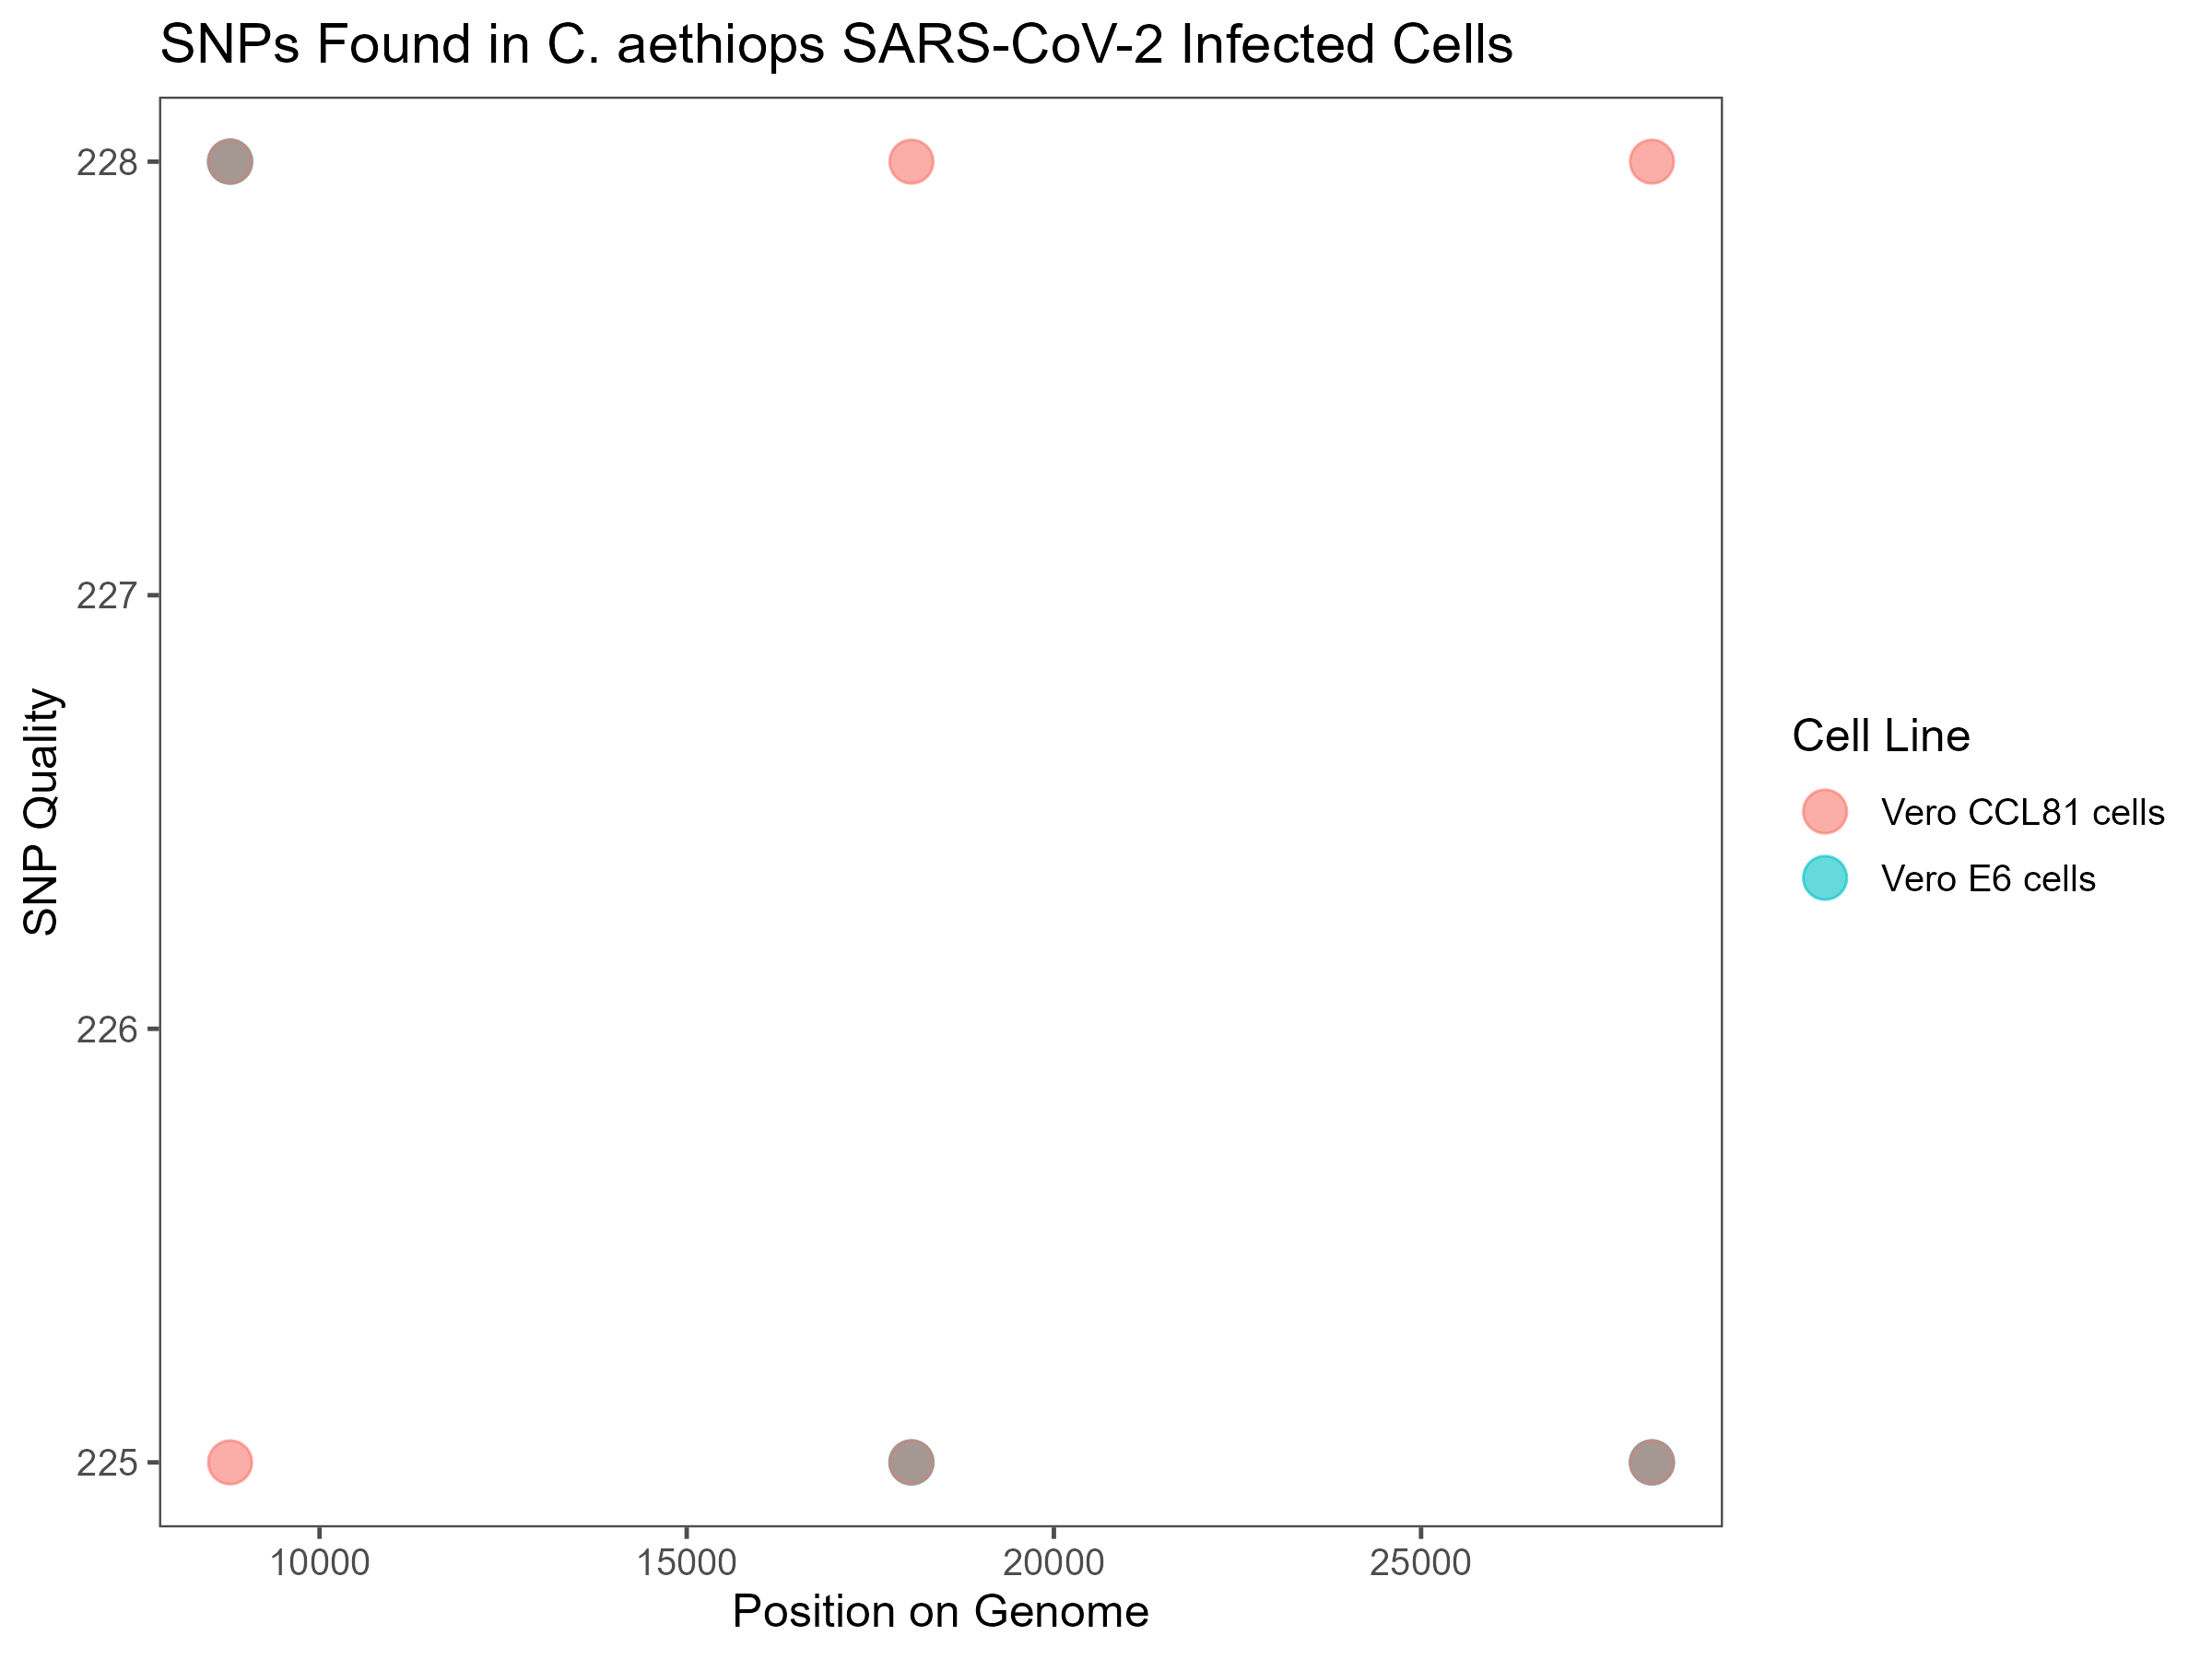 SNPs Found in C. aethiops SARS-CoV-2 Infected Cells
228
227
226
225
SNP Quality
10000 15000 20000 25000
Position on Genome
Cell Line
Vero CCL81 cells
Vero E6 cells